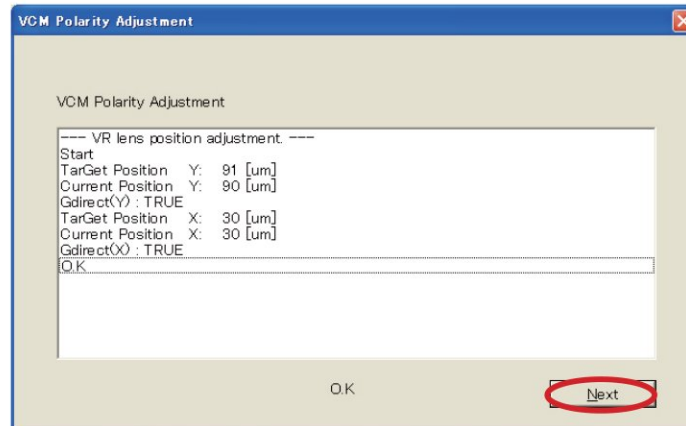 VCM Polarity Adjustment
VCM Polarity Adjustment
--- VR lens position adjustment. ---
Start
TarGet Position Y: 91 [um]
Current Position Y: 90 [um]
Gdirect(Y) : TRUE
TarGet Position X: 30 [um]
Current Position X: 30 [um]
Gdirect(X) : TRUE
O.K
O.K
Next